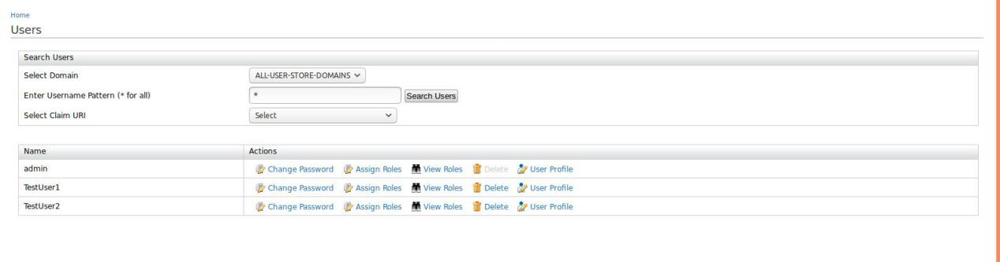 Home
Users
Search Users
Select Domain ALL-USER-STORE-DOMAINS
Enter Username Pattern (* for all) * Search Users
Select Claim URI Select
Name Actions
admin Change Password Assign Roles View Roles Delete User Profile
TestUser1 Change Password Assign Roles View Roles Delete User Profile
TestUser2 Change Password Assign Roles View Roles Delete User Profile